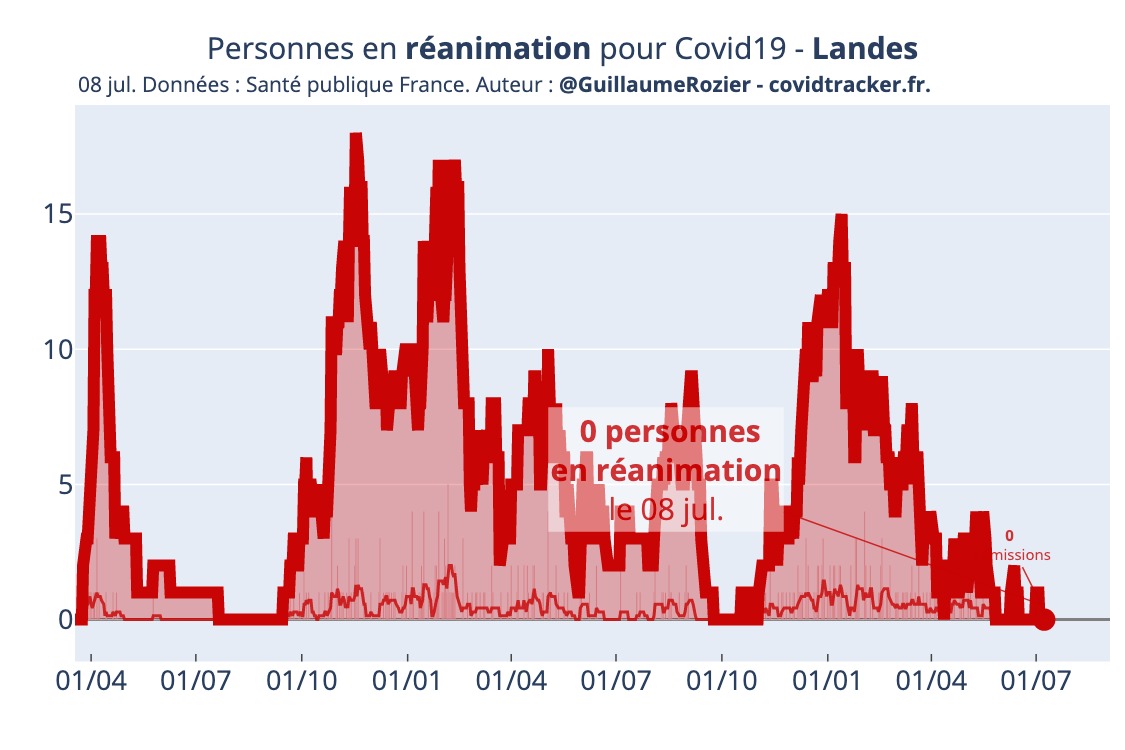 Personnes en réanimation pour Covid19 - Landes
08 jul. Données : Santé publique France. Auteur : @GuillaumeRozier - covidtracker.fr.
15
10
5
0
0 personnes
en réanimation
le 08 jul.
0
missions
01/04 01/07 01/10 01/01 01/04 01/07 01/10 01/01 01/04 01/07